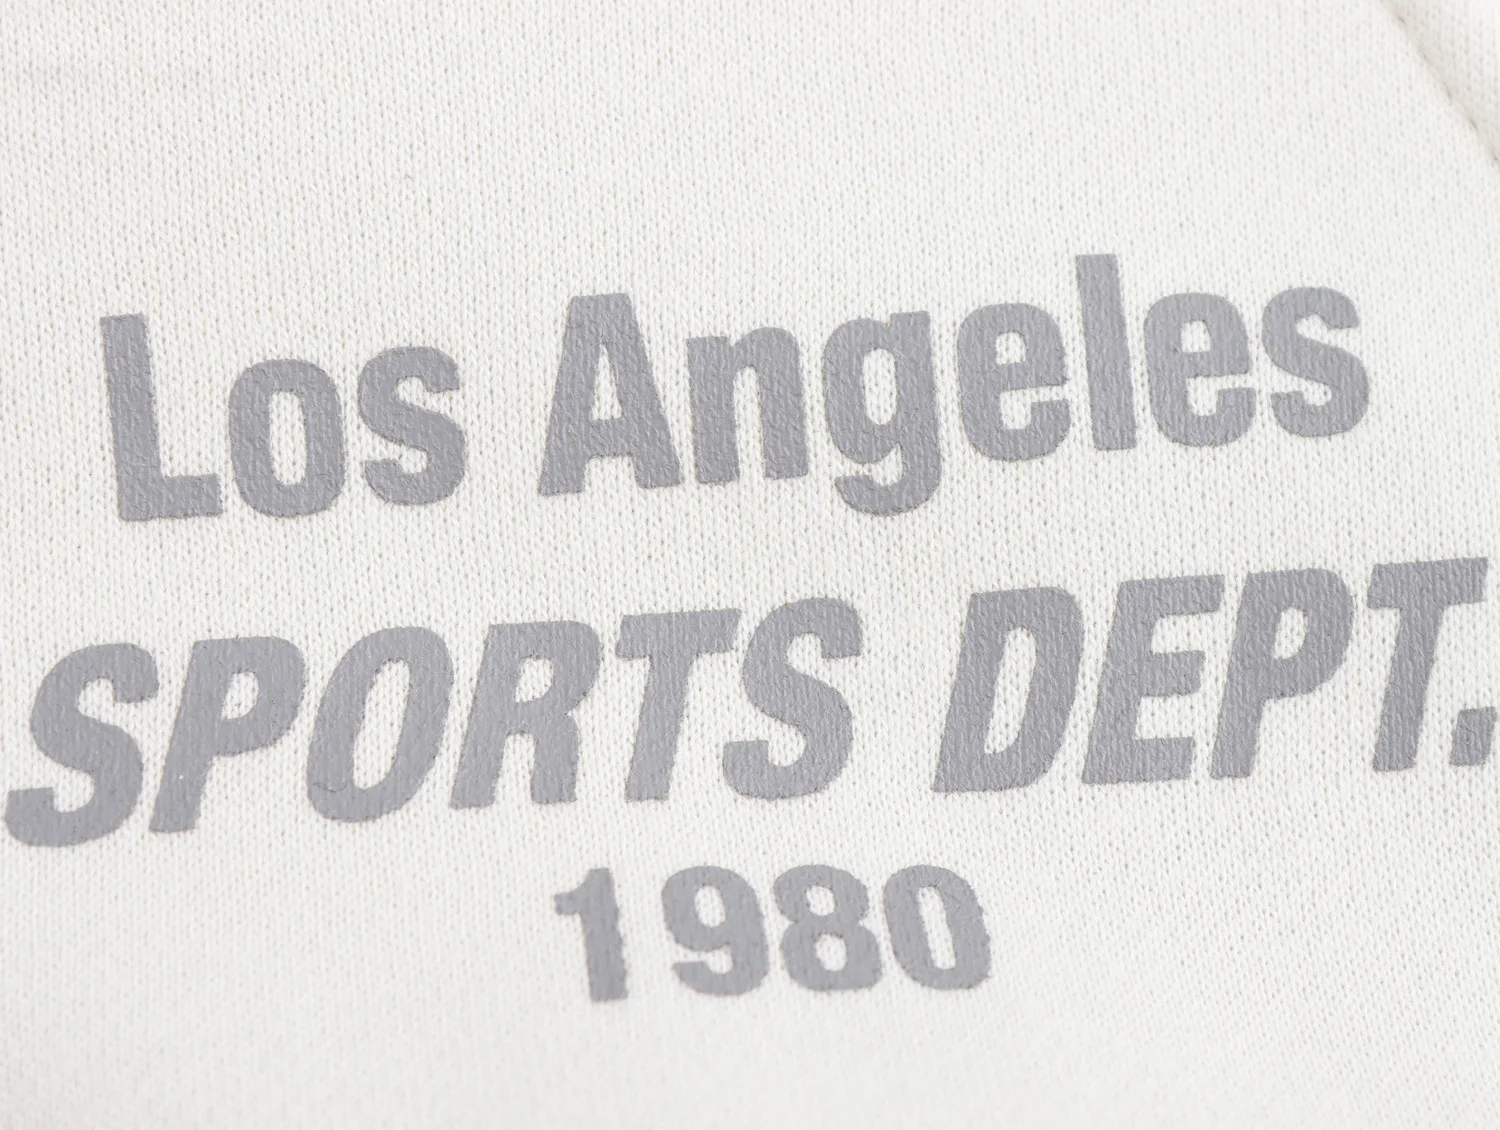 Los Angeles
SPORTS DEPT.
1980